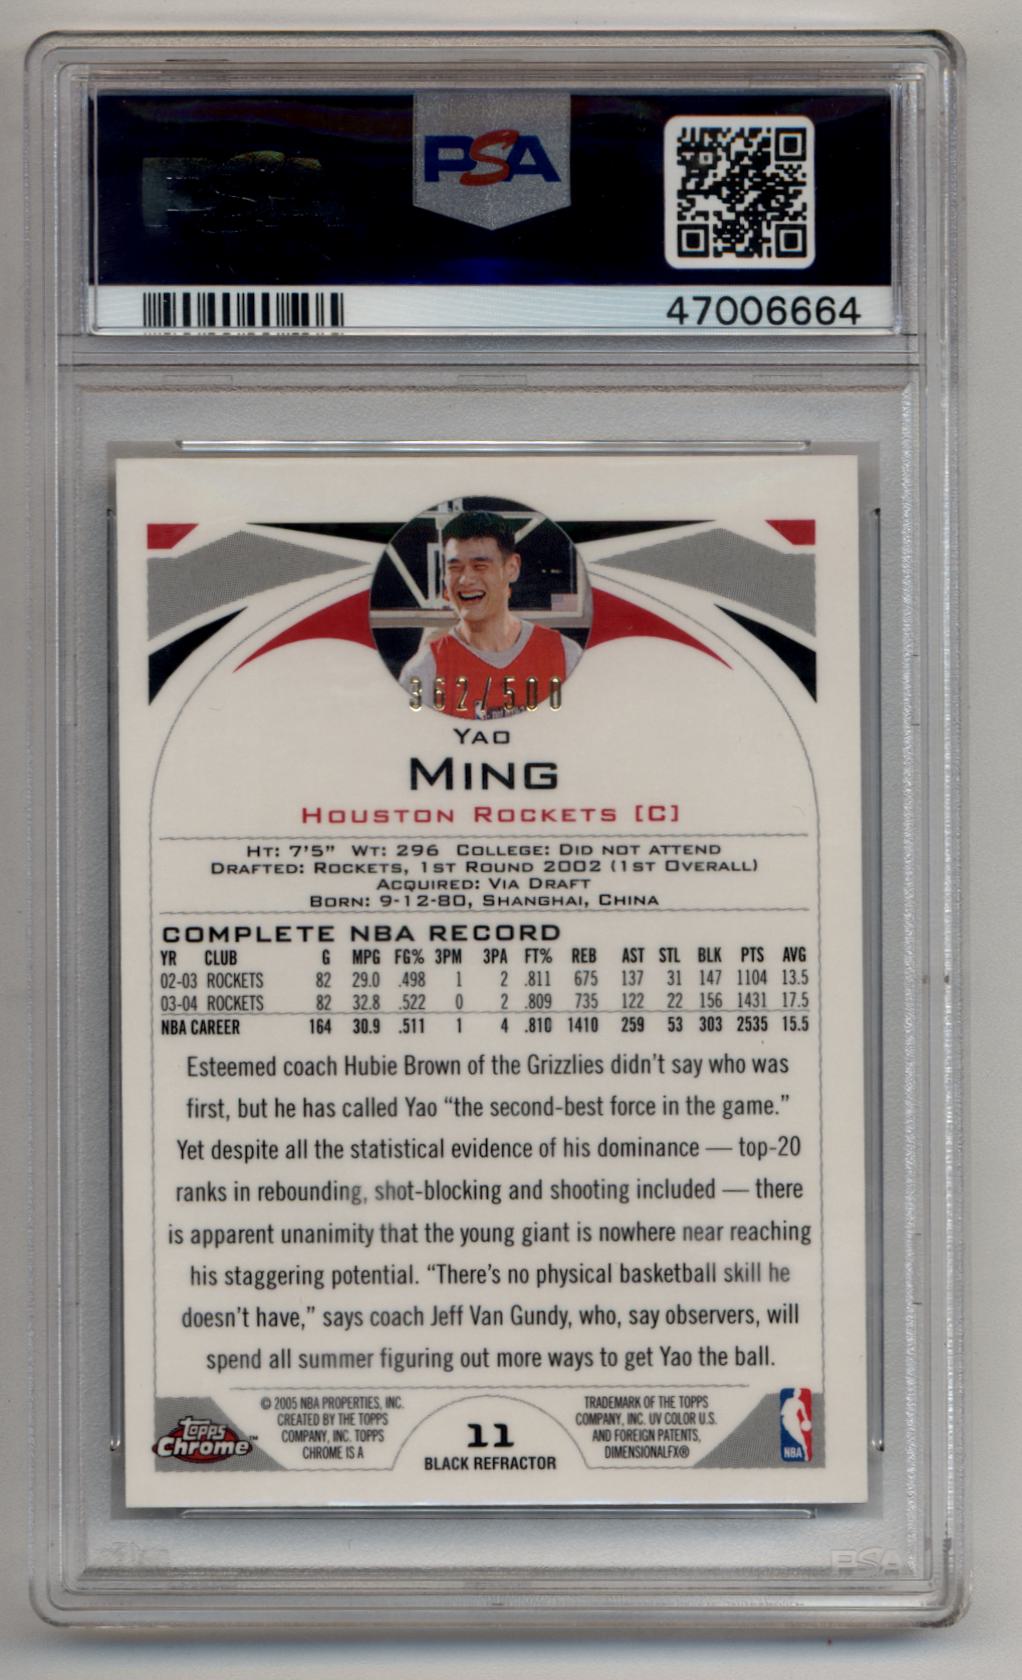 PSA
47006664
362/500
YAO
MING
HOUSTON ROCKETS [C]
HT: 7'5" WT: 296 COLLEGE: DID NOT ATTEND
DRAFTED: ROCKETS, 1ST ROUND 2002 (1ST OVERALL)
ACQUIRED: VIA DRAFT
BORN: 9-12-80, SHANGHAI, CHINA
COMPLETE NBA RECORD
YR CLUB G MPG FG% 3PM 3PA FT% REB AST STL BLK PTS AVG
02-03 ROCKETS 82 29.0 .498 1 2 .811 675 137 31 147 1104 13.5
03-04 ROCKETS 82 32.8 .522 0 2 .809 735 122 22 156 1431 17.5
NBA CAREER 164 30.9 .511 1 4 .810 1410 259 53 303 2535 15.5
Esteemed coach Hubie Brown of the Grizzlies didn't say who was
first, but he has called Yao “the second-best force in the game.”
Yet despite all the statistical evidence of his dominance — top-20
ranks in rebounding, shot-blocking and shooting included — there
is apparent unanimity that the young giant is nowhere near reaching
his staggering potential. “There's no physical basketball skill he
doesn't have,” says coach Jeff Van Gundy, who, say observers, will
spend all summer figuring out more ways to get Yao the ball.
© 2005 NBA PROPERTIES, INC.
CREATED BY THE TOPPS
COMPANY, INC. TOPPS
CHROME IS A
TRADEMARK OF THE TOPPS
COMPANY, INC. UV COLOR U.S.
AND FOREIGN PATENTS,
DIMENSIONALFX®
Topps
Chrome™
11
BLACK REFRACTOR
NBA
PSA